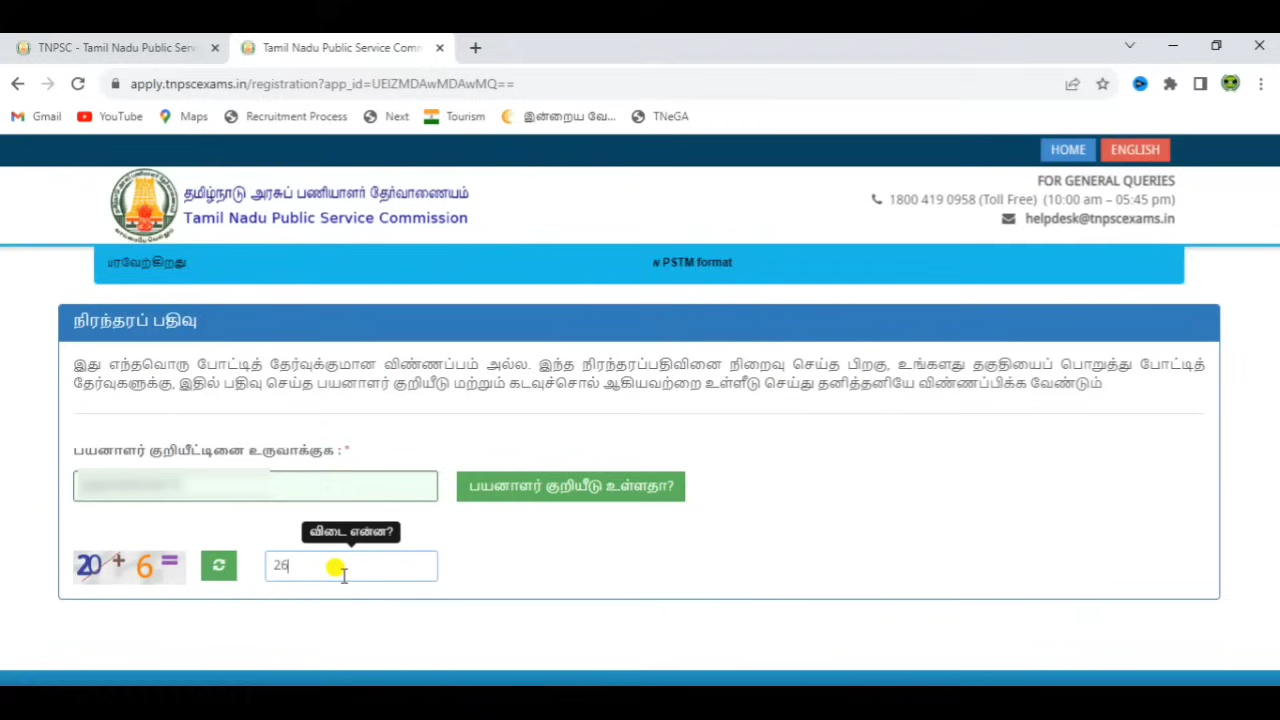 TNPSC - Tamil Nadu Public Serv
Tamil Nadu Public Service Comm
apply.tnpscexams.in/registration?app_id=UElZMDAwMDAwMQ==
Gmail YouTube Maps Recruitment Process Next Tourism இன்றைய வே... TNeGA
HOME ENGLISH
தமிழ்நாடு அரசுப் பணியாளர் தேர்வாணையம்
Tamil Nadu Public Service Commission
FOR GENERAL QUERIES
1800 419 0958 (Toll Free) (10:00 am – 05:45 pm)
helpdesk@tnpscexams.in
ரவேற்கிறது w PSTM format
நிரந்தரப் பதிவு
இது எந்தவொரு போட்டித் தேர்வுக்குமான விண்ணப்பம் அல்ல. இந்த நிரந்தரப்பதிவினை நிறைவு செய்த பிறகு, உங்களது தகுதியைப் பொறுத்து போட்டித்
தேர்வுகளுக்கு, இதில் பதிவு செய்த பயனாளர் குறியீடு மற்றும் கடவுச்சொல் ஆகியவற்றை உள்ளீடு செய்து தனித்தனியே விண்ணப்பிக்க வேண்டும்
பயனாளர் குறியீட்டினை உருவாக்குக : *
பயனாளர் குறியீடு உள்ளதா?
விடை என்ன?
20 + 6 =
26